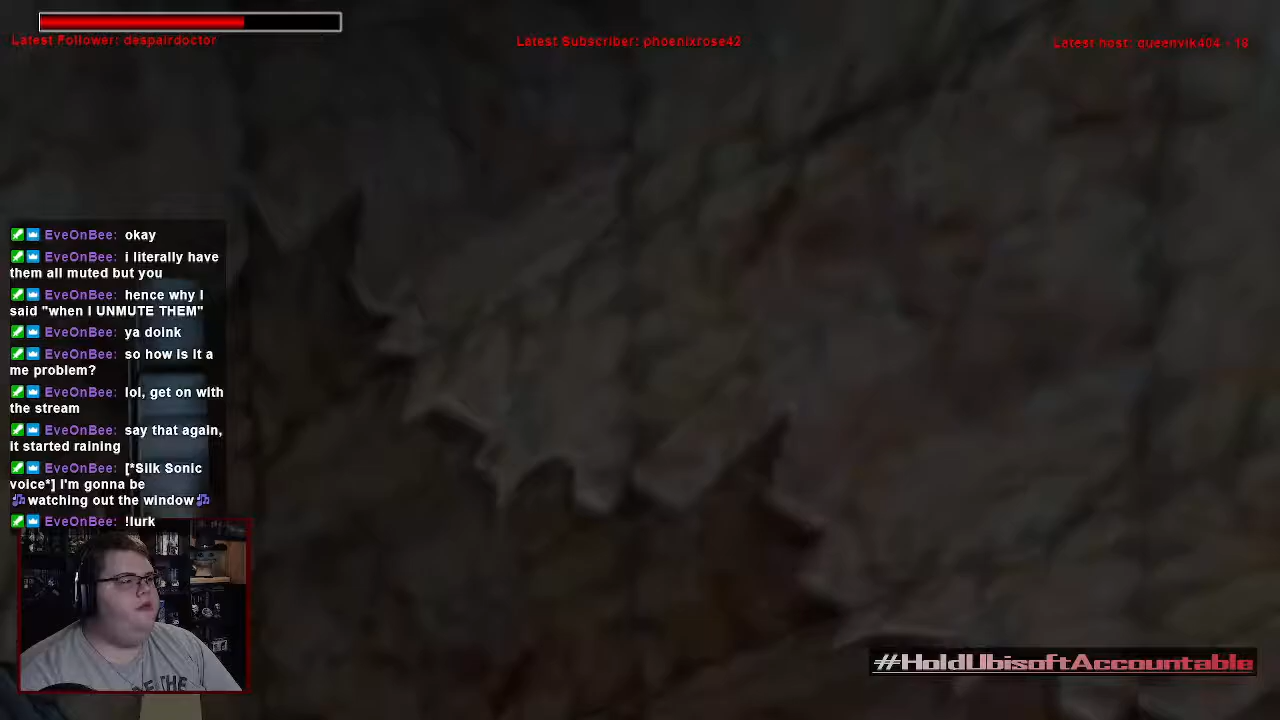 Latest Follower: despairdoctor
Latest Subscriber: phoenixrose42
Latest host: queenvik404 - 18
EveOnBee: okay
EveOnBee: i literally have
them all muted but you
EveOnBee: hence why I
said "when I UNMUTE THEM"
EveOnBee: ya doink
EveOnBee: so how is it a
me problem?
EveOnBee: lol, get on with
the stream
EveOnBee: say that again,
it started raining
EveOnBee: [*Silk Sonic
voice*] I'm gonna be
🎶watching out the window🎶
EveOnBee: !lurk
THE
#HoldUbisoftAccountable